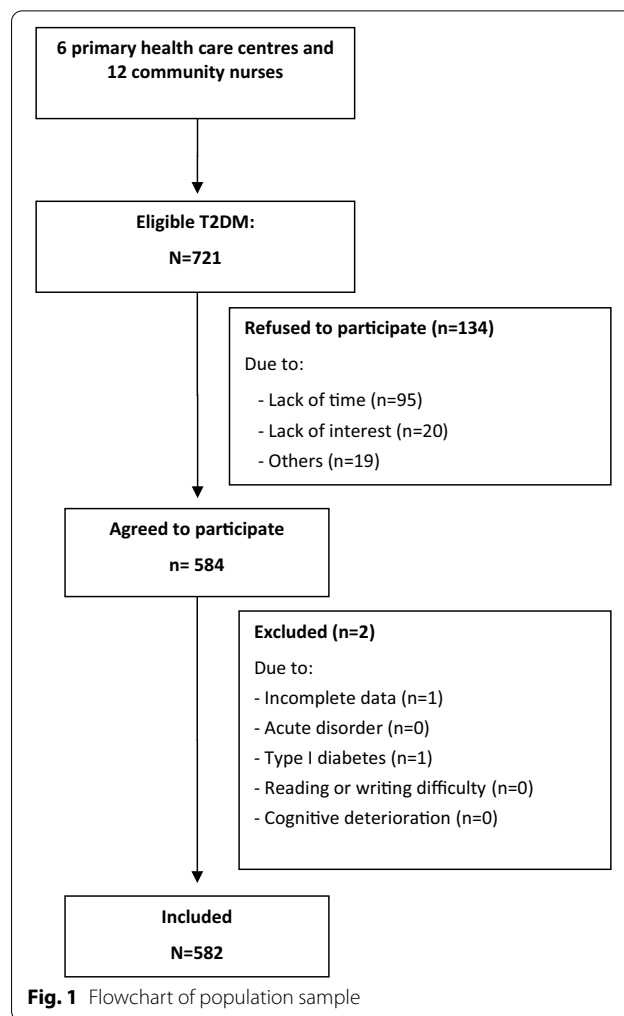 6 primary health care centres and
12 community nurses
Eligible T2DM:
N=721
Refused to participate (n=134)
Due to:
- Lack of time (n=95)
- Lack of interest (n=20)
- Others (n=19)
Agreed to participate
n= 584
Excluded (n=2)
Due to:
- Incomplete data (n=1)
- Acute disorder (n=0)
- Type I diabetes (n=1)
- Reading or writing difficulty (n=0)
- Cognitive deterioration (n=0)
Included
N=582
Fig. 1 Flowchart of population sample